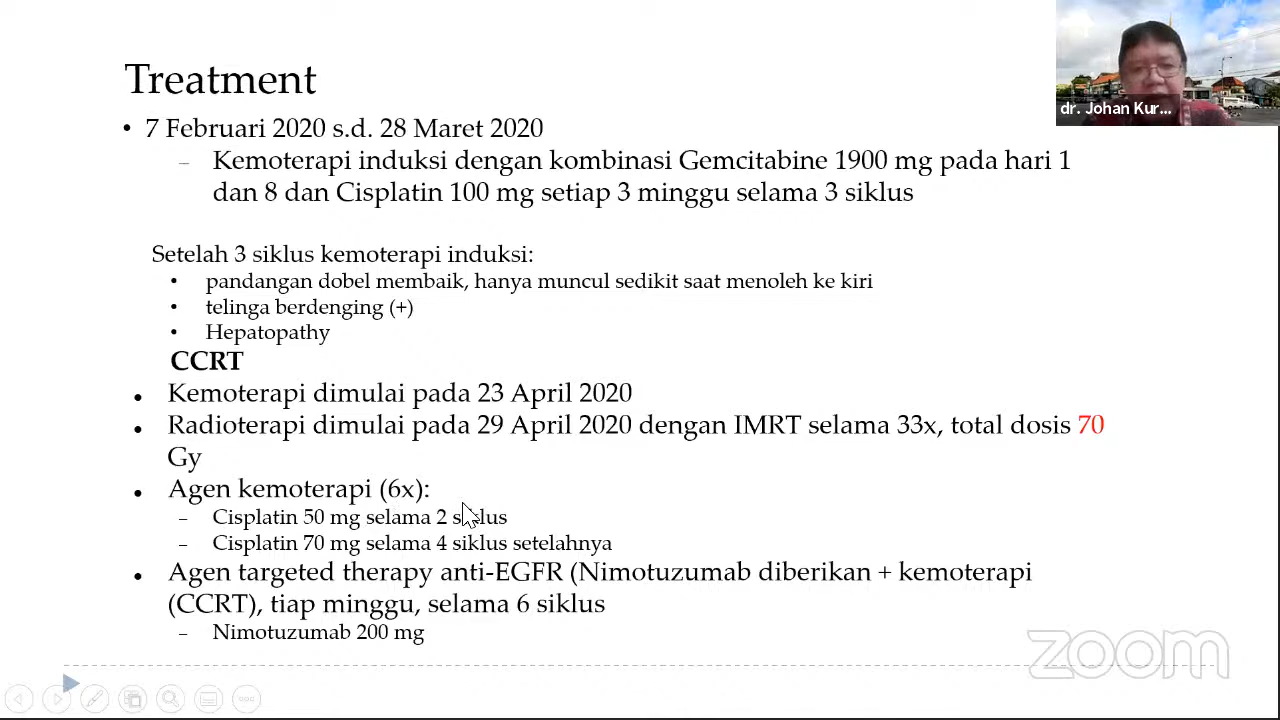 Treatment
dr. Johan Kur...
• 7 Februari 2020 s.d. 28 Maret 2020
– Kemoterapi induksi dengan kombinasi Gemcitabine 1900 mg pada hari 1
dan 8 dan Cisplatin 100 mg setiap 3 minggu selama 3 siklus
Setelah 3 siklus kemoterapi induksi:
• pandangan dobel membaik, hanya muncul sedikit saat menoleh ke kiri
• telinga berdenging (+)
• Hepatopathy
CCRT
• Kemoterapi dimulai pada 23 April 2020
• Radioterapi dimulai pada 29 April 2020 dengan IMRT selama 33x, total dosis 70
Gy
• Agen kemoterapi (6x):
– Cisplatin 50 mg selama 2 siklus
– Cisplatin 70 mg selama 4 siklus setelahnya
• Agen targeted therapy anti-EGFR (Nimotuzumab diberikan + kemoterapi
(CCRT), tiap minggu, selama 6 siklus
– Nimotuzumab 200 mg
zoom